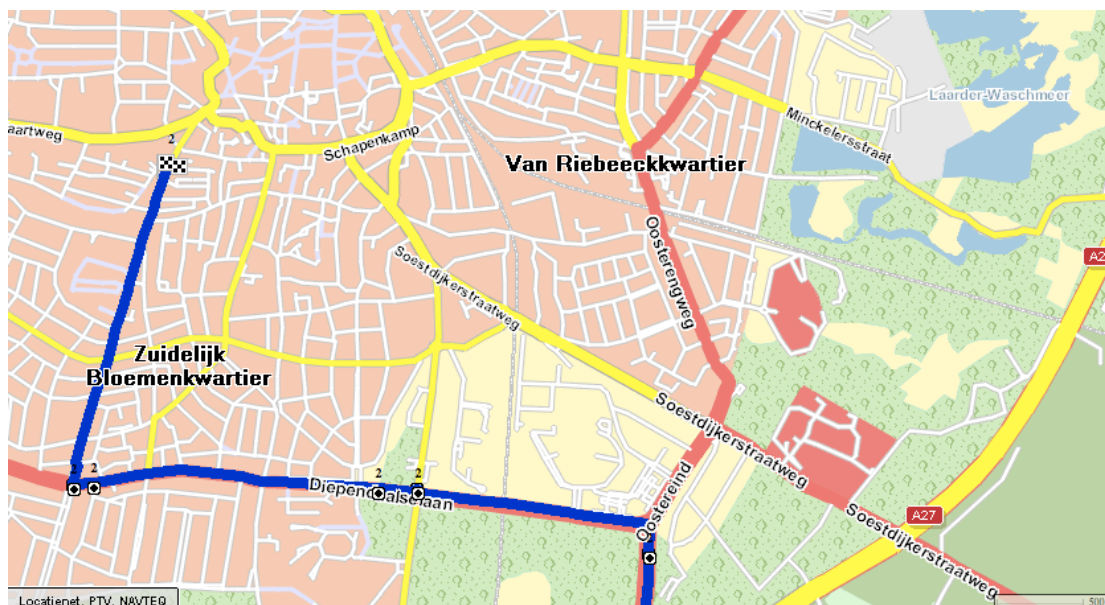 Laarder-Waschmeer
aartweg
2
Schapenkamp
Minckelersstraat
Van Riebeeckkwartier
Oosterengweg
Soestdijkerstraatweg
A2
Zuidelijk
Bloemenkwartier
Soestdijkerstraatweg
2
2
2
2
Diependaalselaan
Oostereind
Soestdijkerstraatweg
A27
Locatienet, PTV, NAVTEQ
500